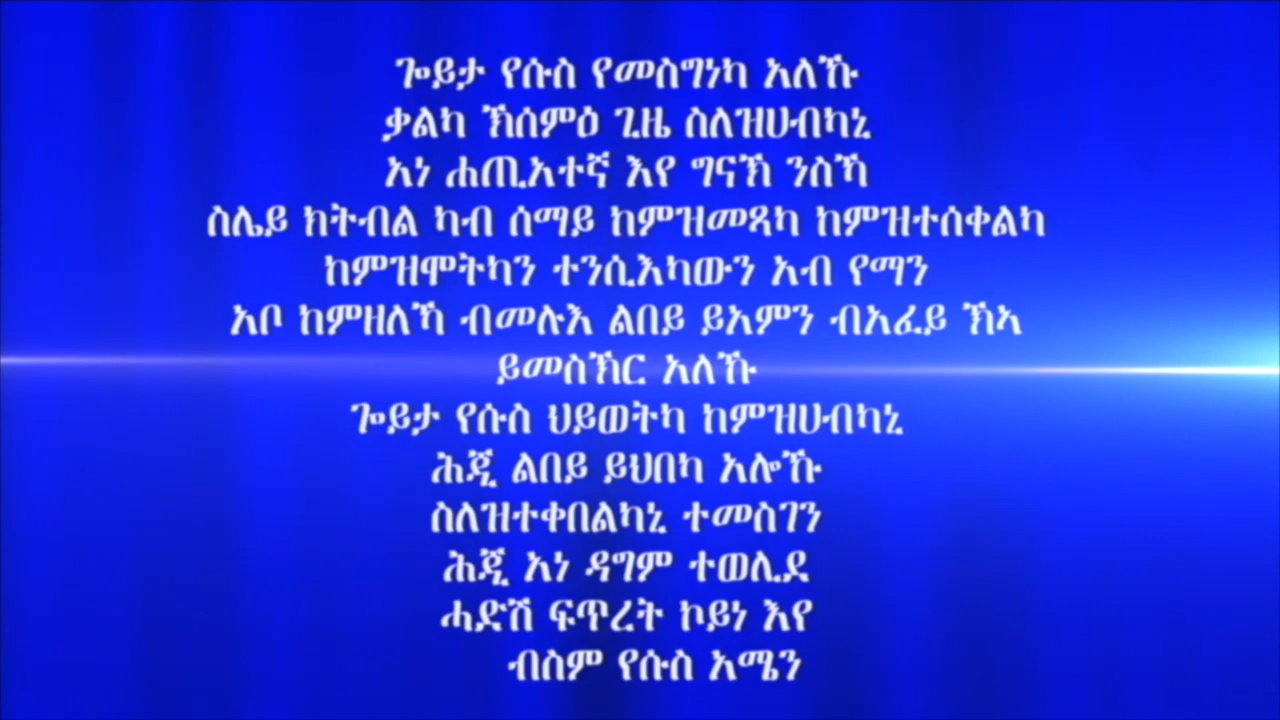 ጐይታ የሱስ የመስግነካ አለኹ
ቃልካ ኽሰምዕ ጊዜ ስለዝሀብካኒ
አነ ሐጢአተኛ እየ ግናኽ ንስኻ
ስሌይ ክትብል ካብ ሰማይ ከምዝመጻካ ከምዝተሰቀልካ
ከምዝሞትካን ተንሲእካውን አብ የማን
አቦ ከምዘለኻ ብመሉእ ልበይ ይአምን ብአፈይ ኽኣ
ይመስኽር አለኹ
ጐይታ የሱስ ህይወትካ ከምዝሀብካኒ
ሕጂ ልበይ ይህበካ አሎኹ
ስለዝተቀበልካኒ ተመስገን
ሕጂ አነ ዳግም ተወሊደ
ሓድሽ ፍጥረት ኮይነ እየ
ብስም የሱስ አሜን